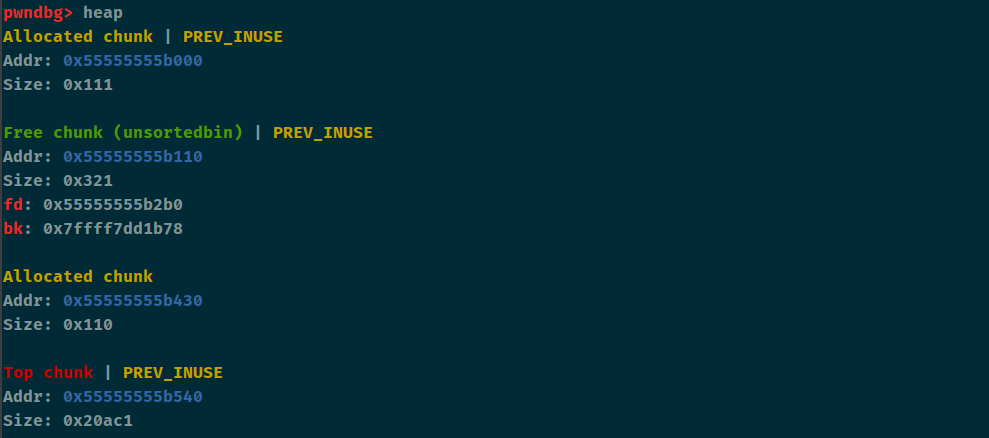 pwndbg> heap
Allocated chunk | PREV_INUSE
Addr: 0x55555555b000
Size: 0x111
Free chunk (unsortedbin) | PREV_INUSE
Addr: 0x55555555b110
Size: 0x321
fd: 0x55555555b2b0
bk: 0x7ffff7dd1b78
Allocated chunk
Addr: 0x55555555b430
Size: 0x110
Top chunk | PREV_INUSE
Addr: 0x55555555b540
Size: 0x20ac1